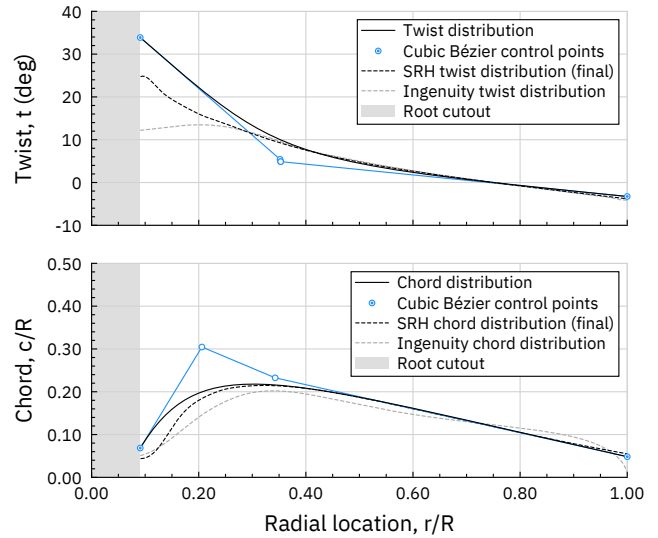 40
30
20
10
0
-10
Twist, t (deg)
Twist distribution
Cubic Bézier control points
SRH twist distribution (final)
Ingenuity twist distribution
Root cutout
0.50
0.40
0.30
0.20
0.10
0.00
Chord, c/R
Chord distribution
Cubic Bézier control points
SRH chord distribution (final)
Ingenuity chord distribution
Root cutout
0.00 0.20 0.40 0.60 0.80 1.00
Radial location, r/R